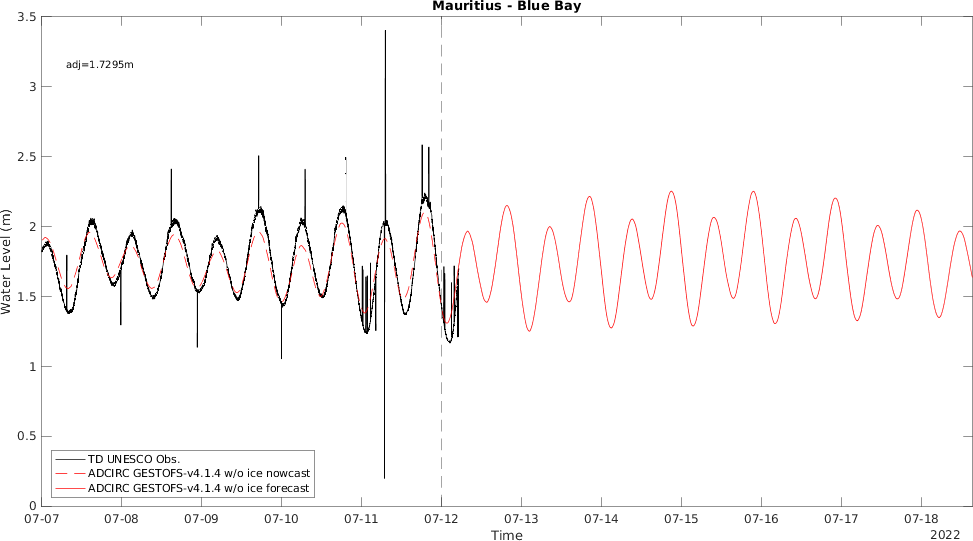 Mauritius - Blue Bay
3.5
adj=1.7295m
3
2.5
2
Water Level (m)
1.5
1
0.5
TD UNESCO Obs.
ADCIRC GESTOFS-v4.1.4 w/o ice nowcast
ADCIRC GESTOFS-v4.1.4 w/o ice forecast
0
07-07 07-08 07-09 07-10 07-11 07-12 07-13 07-14 07-15 07-16 07-17 07-18
Time
2022